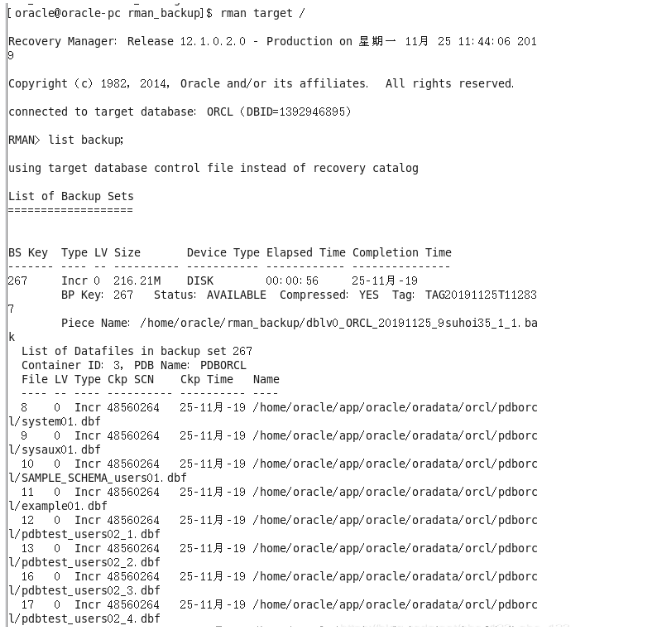 [oracle@oracle-pc rman_backup]$ rman target /
Recovery Manager: Release 12.1.0.2.0 - Production on 星期一 11月 25 11:44:06 201
9
Copyright (c) 1982, 2014, Oracle and/or its affiliates.  All rights reserved.
connected to target database: ORCL (DBID=1392946895)
RMAN> list backup;
using target database control file instead of recovery catalog
List of Backup Sets
===================
BS Key  Type LV Size       Device Type Elapsed Time Completion Time
------- ---- -- ---------- ----------- ------------ ---------------
267     Incr 0  216.21M    DISK        00:00:56     25-11月-19
        BP Key: 267   Status: AVAILABLE  Compressed: YES  Tag: TAG20191125T11283
7
        Piece Name: /home/oracle/rman_backup/dblv0_ORCL_20191125_9suhoi35_1_1.ba
k
  List of Datafiles in backup set 267
  Container ID: 3, PDB Name: PDBORCL
  File LV Type Ckp SCN    Ckp Time   Name
  ---- -- ---- ---------- ---------- ----
  8    0  Incr 48560264   25-11月-19 /home/oracle/app/oracle/oradata/orcl/pdborc
l/system01.dbf
  9    0  Incr 48560264   25-11月-19 /home/oracle/app/oracle/oradata/orcl/pdborc
l/sysaux01.dbf
  10   0  Incr 48560264   25-11月-19 /home/oracle/app/oracle/oradata/orcl/pdborc
l/SAMPLE_SCHEMA_users01.dbf
  11   0  Incr 48560264   25-11月-19 /home/oracle/app/oracle/oradata/orcl/pdborc
l/example01.dbf
  12   0  Incr 48560264   25-11月-19 /home/oracle/app/oracle/oradata/orcl/pdborc
l/pdbtest_users02_1.dbf
  13   0  Incr 48560264   25-11月-19 /home/oracle/app/oracle/oradata/orcl/pdborc
l/pdbtest_users02_2.dbf
  16   0  Incr 48560264   25-11月-19 /home/oracle/app/oracle/oradata/orcl/pdborc
l/pdbtest_users02_3.dbf
  17   0  Incr 48560264   25-11月-19 /home/oracle/app/oracle/oradata/orcl/pdborc
l/pdbtest_users02_4.dbf